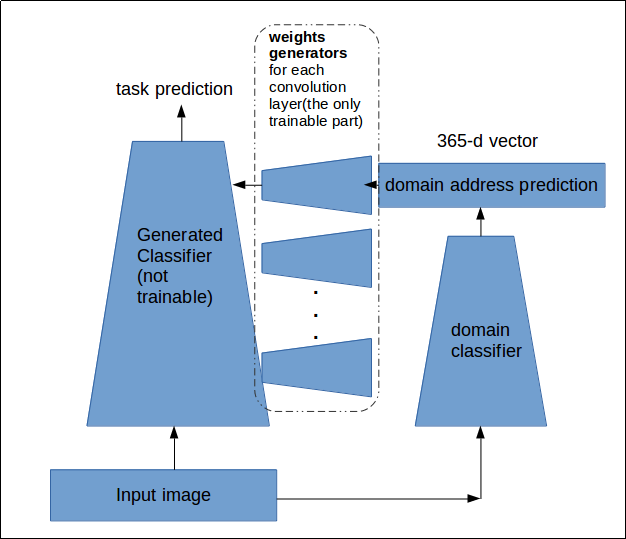 weights
generators
for each
convolution
layer(the only
trainable part)
task prediction
365-d vector
domain address prediction
Generated
Classifier
(not
trainable)
domain
classifier
Input image